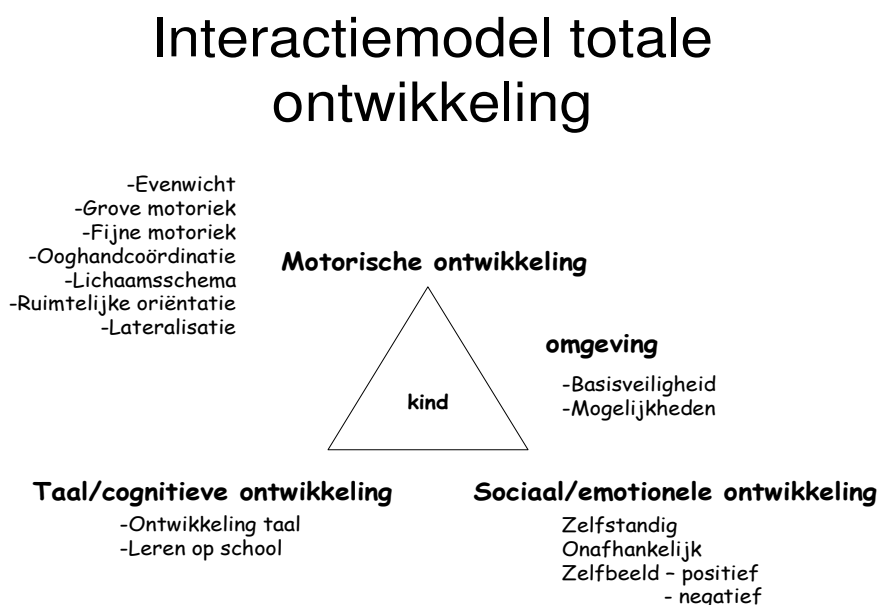 Interactiemodel totale
ontwikkeling
-Evenwicht
-Grove motoriek
-Fijne motoriek
-Ooghandcoördinatie
-Lichaamsschema
-Ruimtelijke oriëntatie
-Lateralisatie
Motorische ontwikkeling
omgeving
-Basisveiligheid
-Mogelijkheden
kind
Taal/cognitieve ontwikkeling
-Ontwikkeling taal
-Leren op school
Sociaal/emotionele ontwikkeling
Zelfstandig
Onafhankelijk
Zelfbeeld – positief
- negatief